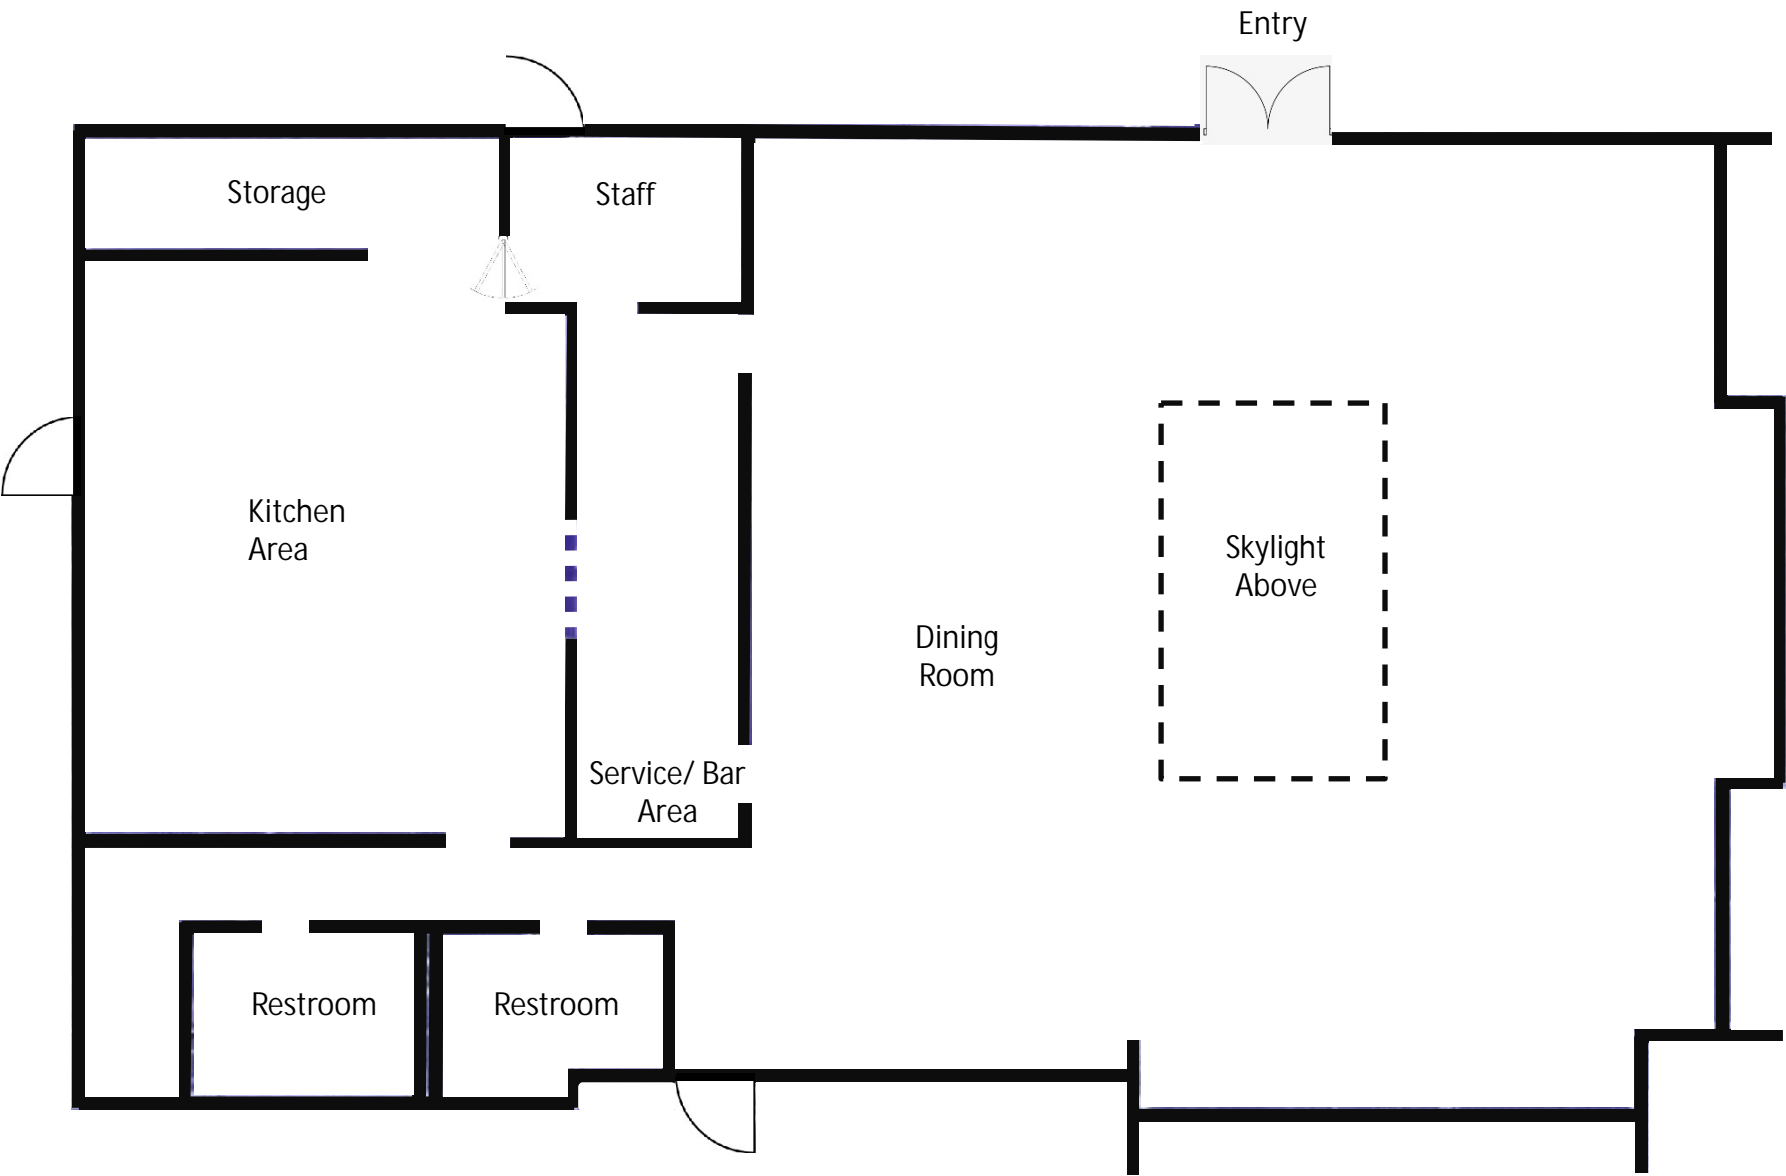 Entry
Storage
Staff
Kitchen
Area
Skylight
Above
Dining
Room
Service/ Bar
Area
Restroom
Restroom